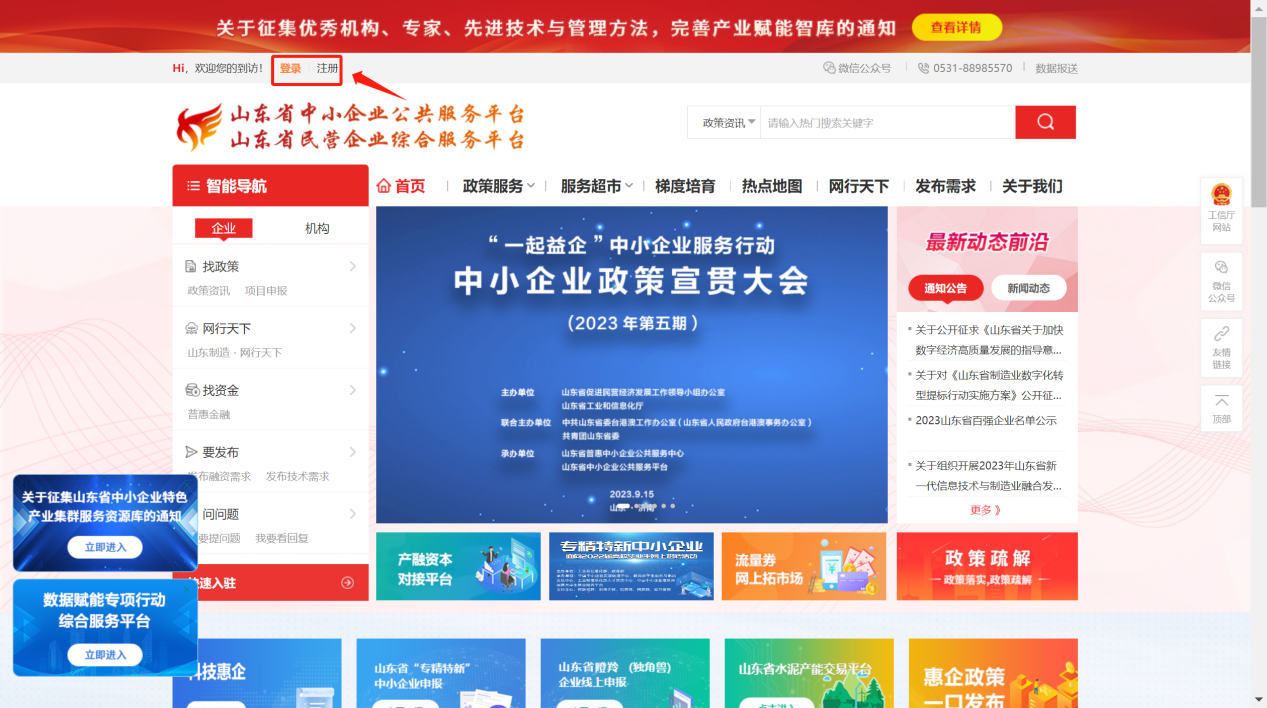 关于征集优秀机构、专家、先进技术与管理方法，完善产业赋能智库的通知 查看详情
Hi，欢迎您的到访！ 登录 注册 微信公众号 0531-88985570 数据报送
山东省中小企业公共服务平台
山东省民营企业综合服务平台
政策资讯 请输入热门搜索关键字
智能导航 首页 政策服务 服务超市 梯度培育 热点地图 网行天下 发布需求 关于我们
企业 机构
找政策
政策资讯 项目申报
网行天下
山东制造 · 网行天下
找资金
普惠金融
要发布
发布融资需求 发布技术需求
问问题
要提问题 我要看回复
快速入驻
“一起益企”中小企业服务行动
中小企业政策宣贯大会
（2023 年第五期）
主办单位 山东省促进民营经济发展工作领导小组办公室
山东省工业和信息化厅
联合主办单位 中共山东省委台港澳工作办公室（山东省人民政府台港澳事务办公室）
共青团山东省委
承办单位 山东省普惠中小企业公共服务中心
山东省中小企业公共服务平台
2023.9.15
最新动态前沿
通知公告 新闻动态
关于公开征求《山东省关于加快
数字经济高质量发展的指导意...
关于对《山东省制造业数字化转
型提标行动实施方案》公开征...
2023山东省百强企业名单公示
关于组织开展2023年山东省新
一代信息技术与制造业融合发...
更多 》
工信厅
网站
微信
公众号
友情
链接
顶部
关于征集山东省中小企业特色
产业集群服务资源库的通知
立即进入
数据赋能专项行动
综合服务平台
立即进入
产融资本
对接平台
专精特新中小企业
流量券
网上拓市场
政策疏解
政策落实,政策疏解
科技惠企
山东省“专精特新”
中小企业申报
山东省瞪羚（独角兽）
企业线上申报
山东省水泥产能交易平台
点击进入
惠企政策
一口发布